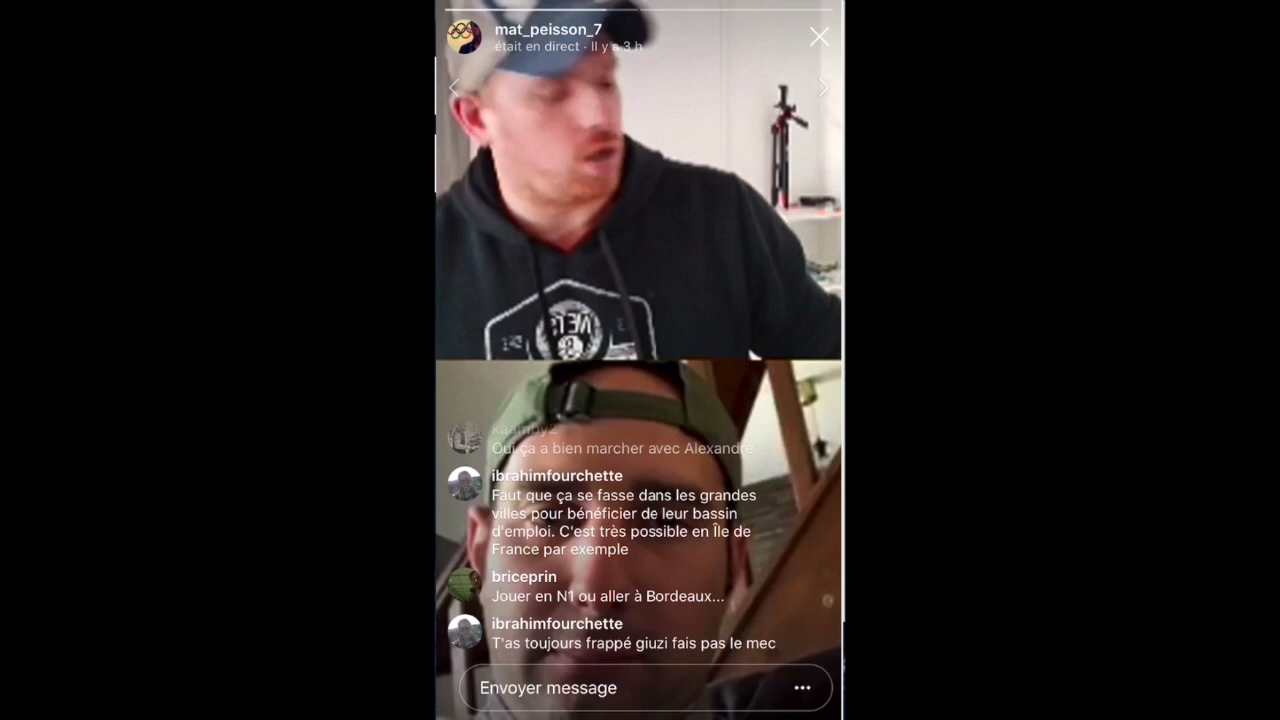 mat_peisson_7
était en direct · Il y a 3 h
Oui ça a bien marcher avec Alexandre
ibrahimfourchette
Faut que ça se fasse dans les grandes
villes pour bénéficier de leur bassin
d'emploi. C'est très possible en Île de
France par exemple
briceprin
Jouer en N1 ou aller à Bordeaux...
ibrahimfourchette
T'as toujours frappé giuzi fais pas le mec
Envoyer message